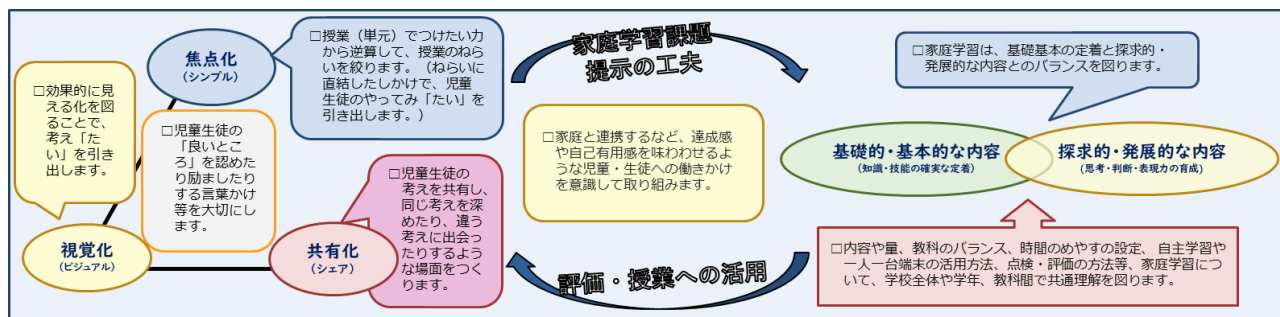 焦点化
(シンプル)
□授業（単元）でつけたい力
から逆算して、授業のねら
いを絞ります。（ねらいに
直結したしかけで、児童
生徒のやってみ「たい」を
引き出します。）
□効果的に見
える化を図
ることで、
考え「た
い」を引き
出します。
□児童生徒の
「良いとこ
ろ」を認めた
り励ましたり
する言葉かけ
等を大切にし
ます。
視覚化
(ビジュアル)
共有化
(シェア)
□児童生徒の
考えを共有し、
同じ考えを深
めたり、違う
考えに出会っ
たりするよう
な場面をつく
ります。
家庭学習課題
提示の工夫
□家庭と連携するなど、達成感
や自己有用感を味わわせるよ
うな児童・生徒への働きかけ
を意識して取り組みます。
評価・授業への活用
□家庭学習は、基礎基本の定着と探求的・
発展的な内容とのバランスを図ります。
基礎的・基本的な内容
(知識・技能の確実な定着)
探求的・発展的な内容
(思考・判断・表現力の育成)
□内容や量、教科のバランス、時間のめやすの設定、 自主学習や
一人一台端末の活用方法、点検・評価の方法等、家庭学習につ
いて、学校全体や学年、教科間で共通理解を図ります。